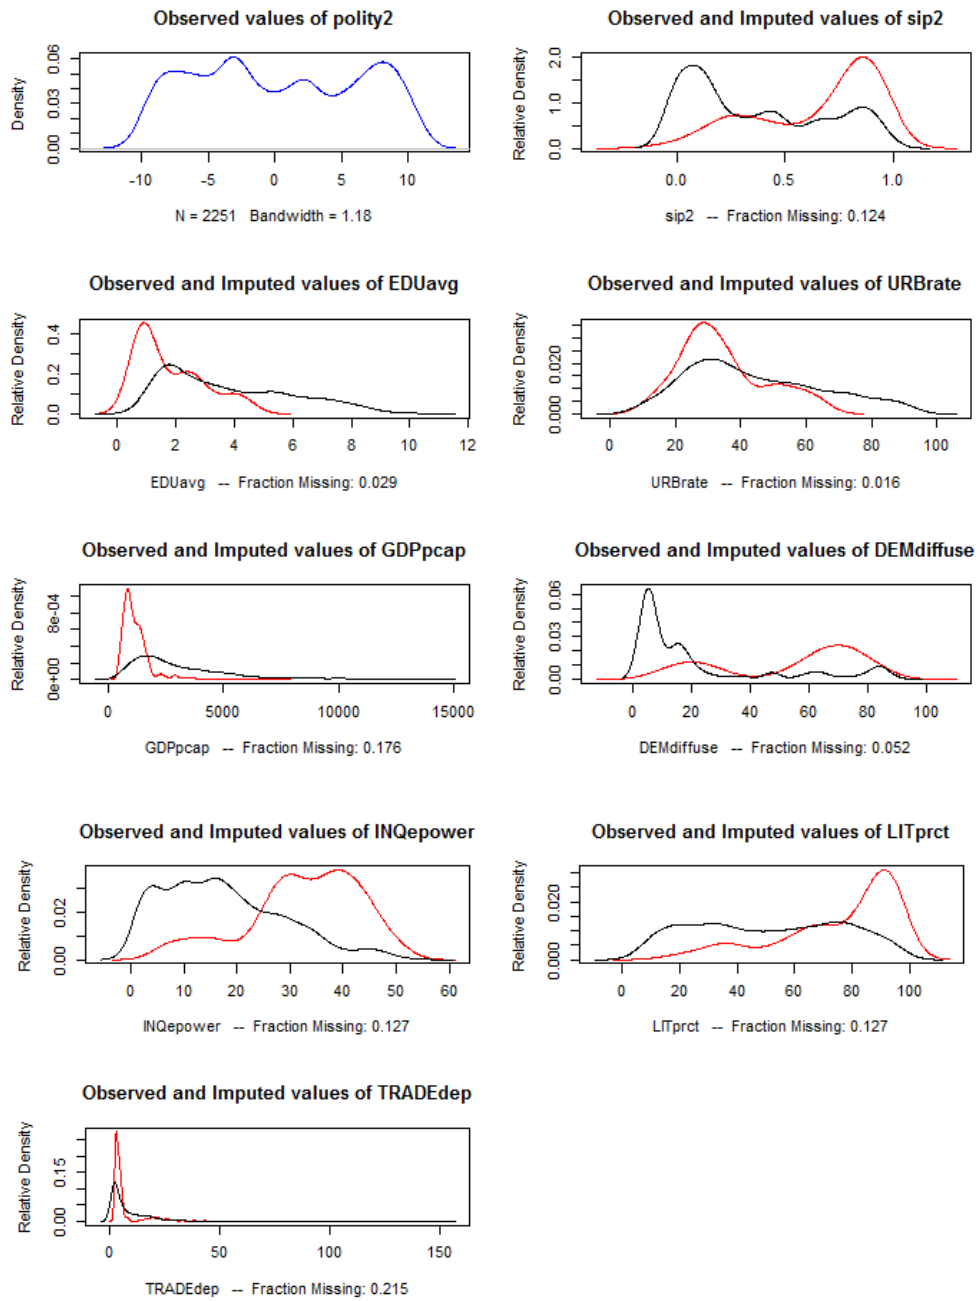 Observed values of polity2
Density
0.00 0.03 0.06
-10 -5 0 5 10
N = 2251 Bandwidth = 1.18
Observed and Imputed values of sip2
Relative Density
0.0 1.0 2.0
0.0 0.5 1.0
sip2 -- Fraction Missing: 0.124
Observed and Imputed values of EDUavg
Relative Density
0.0 0.2 0.4
0 2 4 6 8 10 12
EDUavg -- Fraction Missing: 0.029
Observed and Imputed values of URBrate
Relative Density
0.000 0.020
0 20 40 60 80 100
URBrate -- Fraction Missing: 0.016
Observed and Imputed values of GDPpcap
Relative Density
0e+00 8e-04
0 5000 10000 15000
GDPpcap -- Fraction Missing: 0.176
Observed and Imputed values of DEMdiffuse
Relative Density
0.00 0.03 0.06
0 20 40 60 80 100
DEMdiffuse -- Fraction Missing: 0.052
Observed and Imputed values of INQepower
Relative Density
0.00 0.02
0 10 20 30 40 50 60
INQepower -- Fraction Missing: 0.127
Observed and Imputed values of LITprct
Relative Density
0.000 0.020
0 20 40 60 80 100
LITprct -- Fraction Missing: 0.127
Observed and Imputed values of TRADEdep
Relative Density
0.00 0.15
0 50 100 150
TRADEdep -- Fraction Missing: 0.215